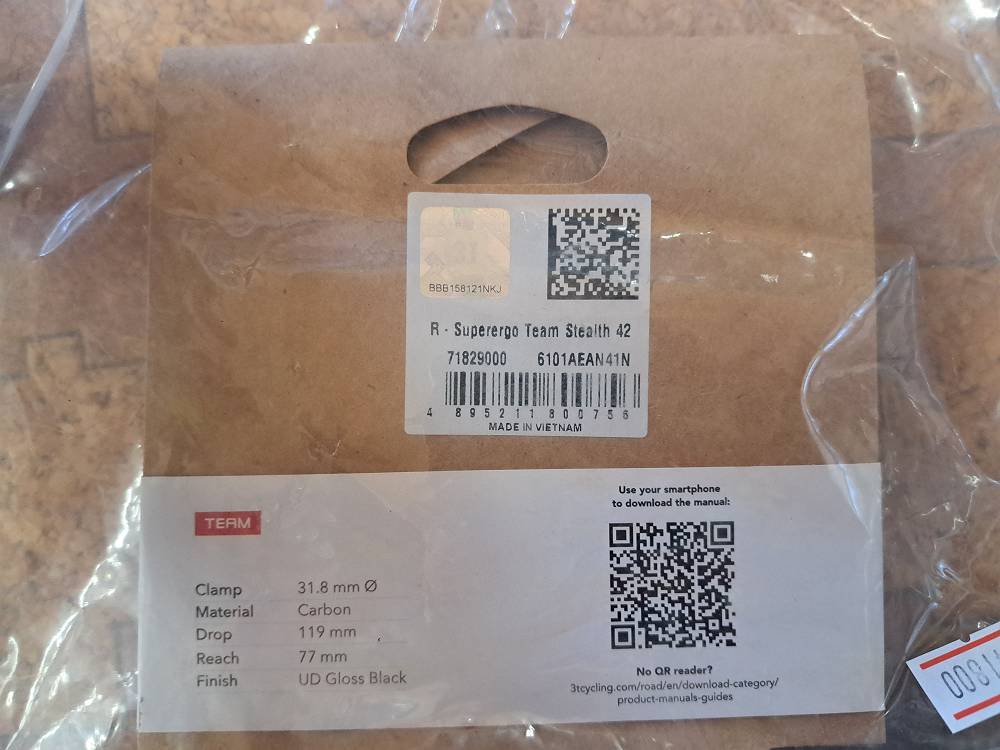 BBB158121NKJ
R - Superergo Team Stealth 42
71829000 6101AEAN41N
4 895211 800756
MADE IN VIETNAM
Use your smartphone
to download the manual:
TEAM
Clamp 31.8 mm Ø
Material Carbon
Drop 119 mm
Reach 77 mm
Finish UD Gloss Black
No QR reader?
3tcycling.com/road/en/download-category/
product-manuals-guides